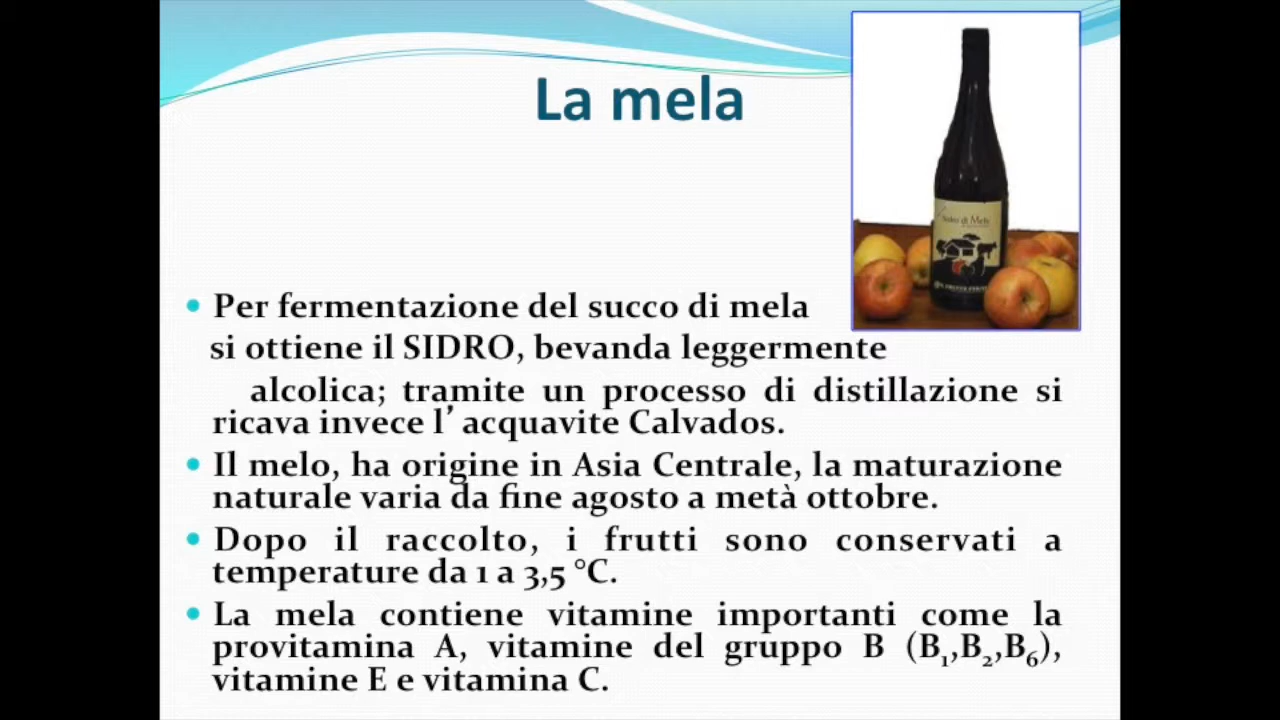 La mela
Sidro di Mele
• Per fermentazione del succo di mela
si ottiene il SIDRO, bevanda leggermente
alcolica; tramite un processo di distillazione si
ricava invece l’acquavite Calvados.
• Il melo, ha origine in Asia Centrale, la maturazione
naturale varia da fine agosto a metà ottobre.
• Dopo il raccolto, i frutti sono conservati a
temperature da 1 a 3,5 °C.
• La mela contiene vitamine importanti come la
provitamina A, vitamine del gruppo B (B₁,B₂,B₆),
vitamine E e vitamina C.